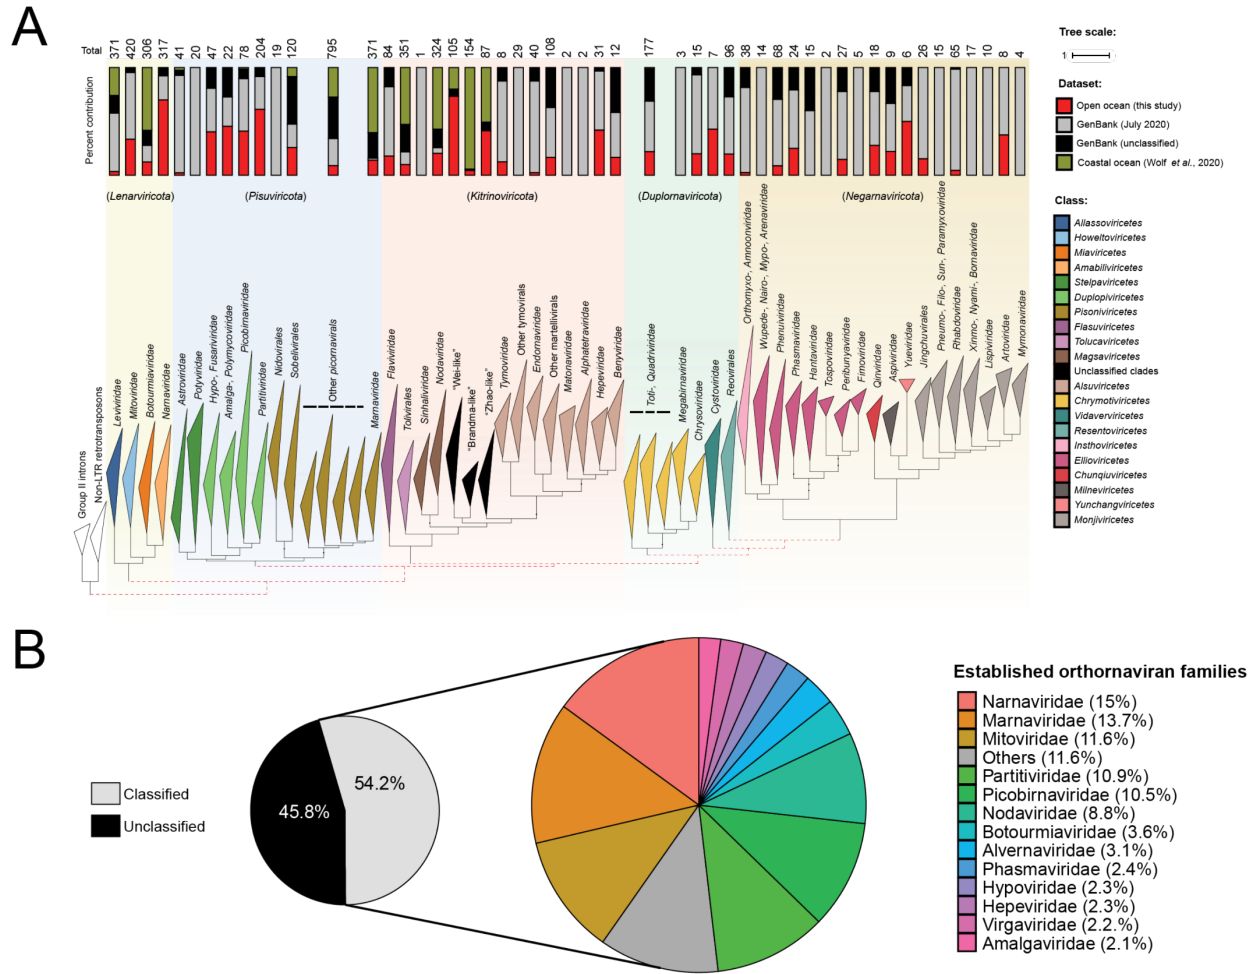 A
Total
371
420
306
317
41
20
47
22
78
204
19
120
795
371
84
351
1
324
105
154
87
8
29
40
108
2
2
31
12
177
3
15
7
96
38
14
68
24
15
2
27
5
18
9
6
26
15
65
17
10
8
4
Percent contribution
(Lenarviricota)
(Pisuviricota)
(Kitrinoviricota)
(Duplornaviricota)
(Negarnaviricota)
Group II introns
Non-LTR retrotransposons
Leviviridae
Mitoviridae
Botourmiaviridae
Narnaviridae
Astroviridae
Potyviridae
Hypo-, Fusariviridae
Amalga-, Polymycoviridae
Picobirnaviridae
Partitiviridae
Nidovirales
Sobelivirales
Other picornavirals
Marnaviridae
Flaviviridae
Tolivirales
Sinhaliviridae
Nodaviridae
"Wei-like"
"Brandma-like"
"Zhao-like"
Tymoviridae
Other tymovirals
Endornaviridae
Other martellivirals
Matonaviridae
Alphatetraviridae
Hepeviridae
Benyviridae
Toti-, Quadriviridae
Megabirnaviridae
Chrysoviridae
Cystoviridae
Reovirales
Orthomyxo-, Amnoonviridae
Wupede-, Nairo-, Mypo-, Arenaviridae
Phenuiviridae
Phasmaviridae
Hantaviridae
Tospoviridae
Peribunyaviridae
Fimoviridae
Qinviridae
Aspiviridae
Yueviridae
Jingchuvirales
Pneumo-, Filo-, Sun-, Paramyxoviridae
Rhabdoviridae
Xinmo-, Nyami-, Bornaviridae
Lispiviridae
Artoviridae
Mymonaviridae
Tree scale:
1
Dataset:
Open ocean (this study)
GenBank (July 2020)
GenBank (unclassified)
Coastal ocean (Wolf et al., 2020)
Class:
Allassoviricetes
Howeltoviricetes
Miaviricetes
Amabiliviricetes
Stelpaviricetes
Duplopiviricetes
Pisoniviricetes
Flasuviricetes
Tolucaviricetes
Magsaviricetes
Unclassified clades
Alsuviricetes
Chrymotiviricetes
Vidaverviricetes
Resentoviricetes
Insthoviricetes
Ellioviricetes
Chunqiuviricetes
Milneviricetes
Yunchangviricetes
Monjiviricetes
B
Classified
Unclassified
54.2%
45.8%
Established orthornaviran families
Narnaviridae (15%)
Marnaviridae (13.7%)
Mitoviridae (11.6%)
Others (11.6%)
Partitiviridae (10.9%)
Picobirnaviridae (10.5%)
Nodaviridae (8.8%)
Botourmiaviridae (3.6%)
Alvernaviridae (3.1%)
Phasmaviridae (2.4%)
Hypoviridae (2.3%)
Hepeviridae (2.3%)
Virgaviridae (2.2.%)
Amalgaviridae (2.1%)